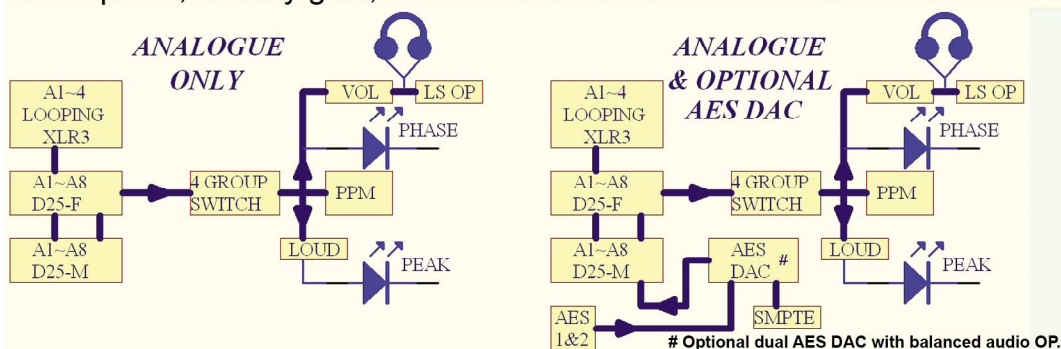 ANALOGUE
ONLY
A1~4
LOOPING
XLR3
A1~A8
D25-F
A1~A8
D25-M
4 GROUP
SWITCH
VOL
LS OP
PHASE
PPM
LOUD
PEAK
ANALOGUE
& OPTIONAL
AES DAC
A1~4
LOOPING
XLR3
A1~A8
D25-F
A1~A8
D25-M
4 GROUP
SWITCH
VOL
LS OP
PHASE
PPM
LOUD
PEAK
AES
DAC #
AES
1&2
SMPTE
# Optional dual AES DAC with balanced audio OP.